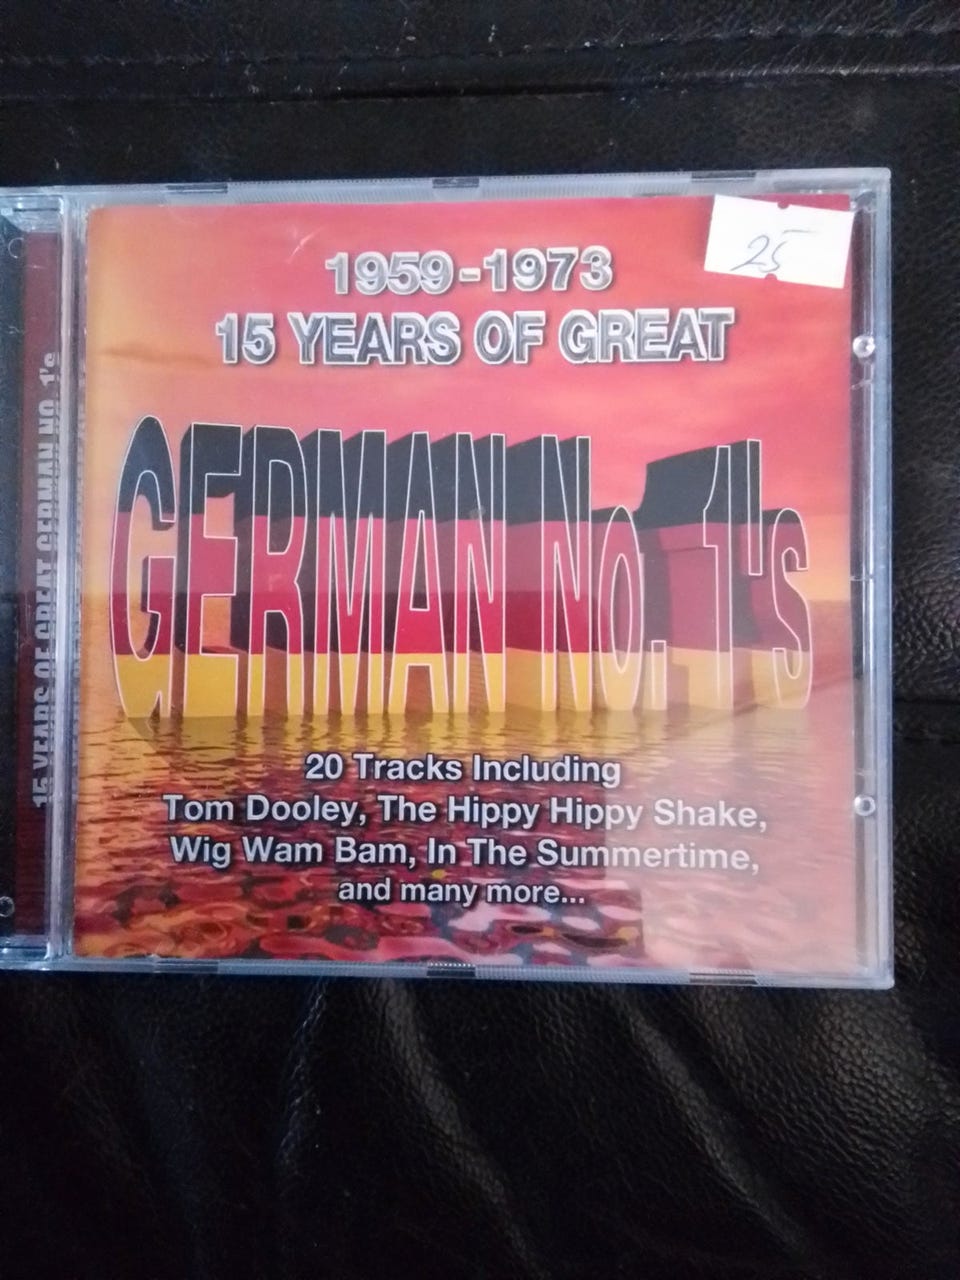 25
1959-1973
15 YEARS OF GREAT
GERMAN No. 1's
20 Tracks Including
Tom Dooley, The Hippy Hippy Shake,
Wig Wam Bam, In The Summertime,
and many more...
15 YEARS OF GREAT GERMAN NO. 1's